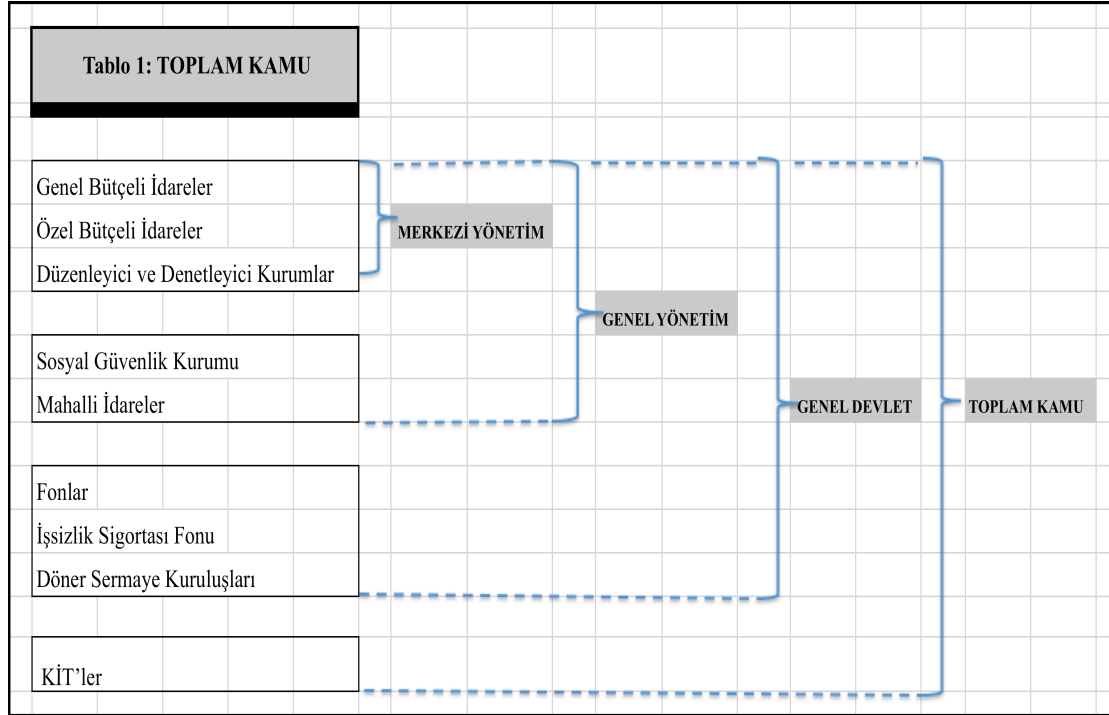 Tablo 1: TOPLAM KAMU
Genel Bütçeli İdareler
Özel Bütçeli İdareler
Düzenleyici ve Denetleyici Kurumlar
MERKEZİ YÖNETİM
GENEL YÖNETİM
Sosyal Güvenlik Kurumu
Mahalli İdareler
GENEL DEVLET
TOPLAM KAMU
Fonlar
İşsizlik Sigortası Fonu
Döner Sermaye Kuruluşları
KİT’ler